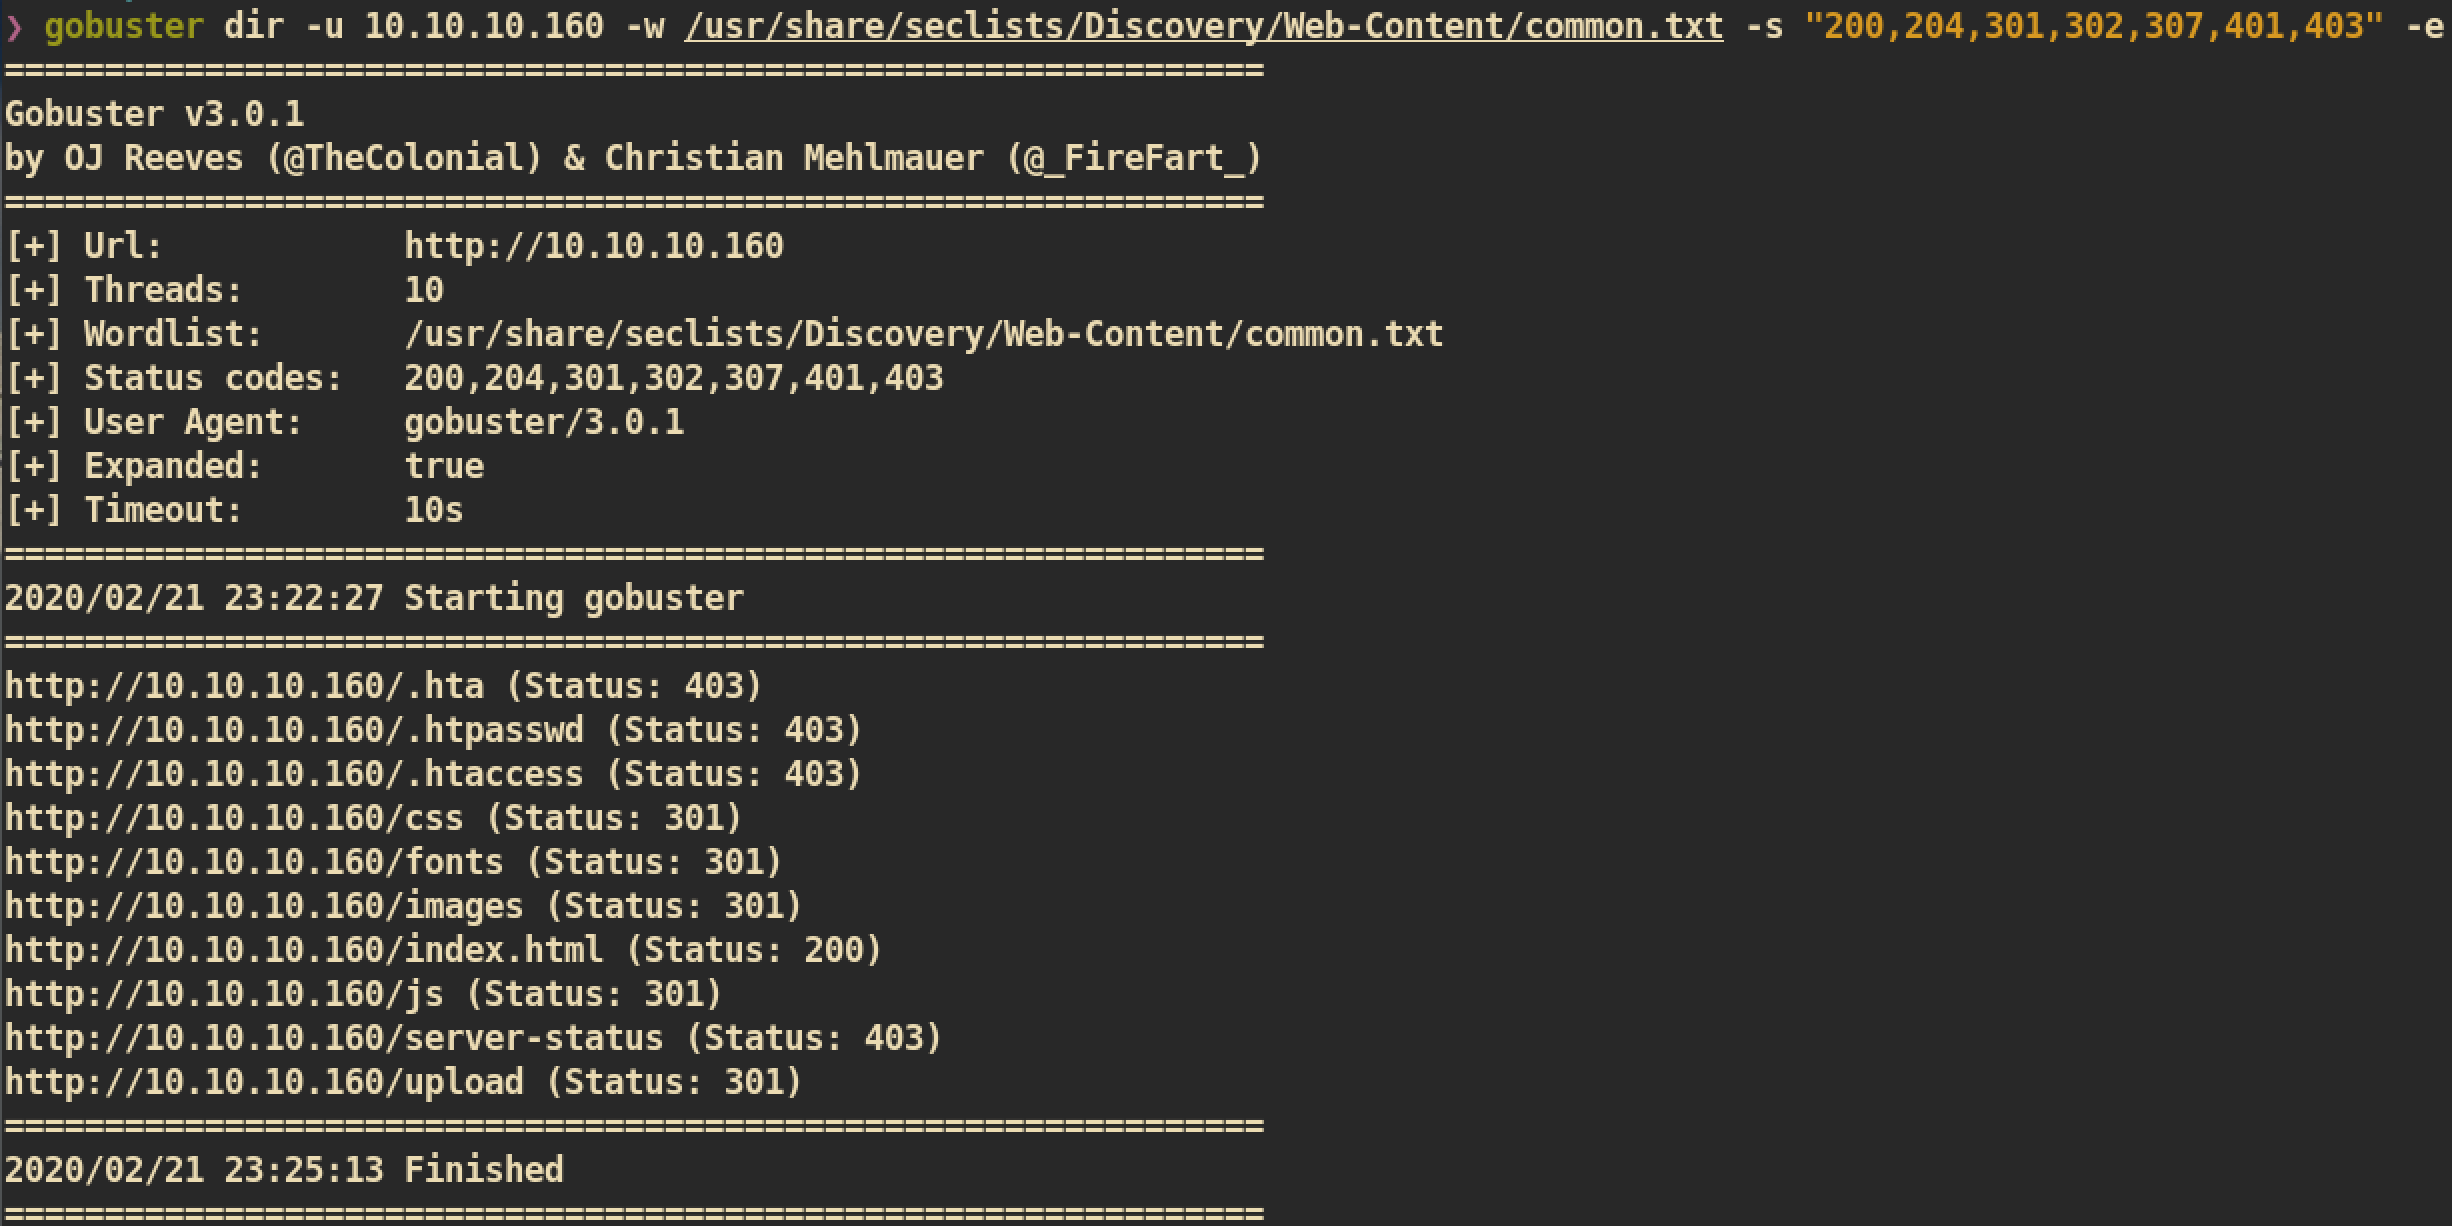 ❯ gobuster dir -u 10.10.10.160 -w /usr/share/seclists/Discovery/Web-Content/common.txt -s "200,204,301,302,307,401,403" -e
===============================================================
Gobuster v3.0.1
by OJ Reeves (@TheColonial) & Christian Mehlmauer (@_FireFart_)
===============================================================
[+] Url:            http://10.10.10.160
[+] Threads:        10
[+] Wordlist:       /usr/share/seclists/Discovery/Web-Content/common.txt
[+] Status codes:   200,204,301,302,307,401,403
[+] User Agent:     gobuster/3.0.1
[+] Expanded:       true
[+] Timeout:        10s
===============================================================
2020/02/21 23:22:27 Starting gobuster
===============================================================
http://10.10.10.160/.hta (Status: 403)
http://10.10.10.160/.htpasswd (Status: 403)
http://10.10.10.160/.htaccess (Status: 403)
http://10.10.10.160/css (Status: 301)
http://10.10.10.160/fonts (Status: 301)
http://10.10.10.160/images (Status: 301)
http://10.10.10.160/index.html (Status: 200)
http://10.10.10.160/js (Status: 301)
http://10.10.10.160/server-status (Status: 403)
http://10.10.10.160/upload (Status: 301)
===============================================================
2020/02/21 23:25:13 Finished
===============================================================